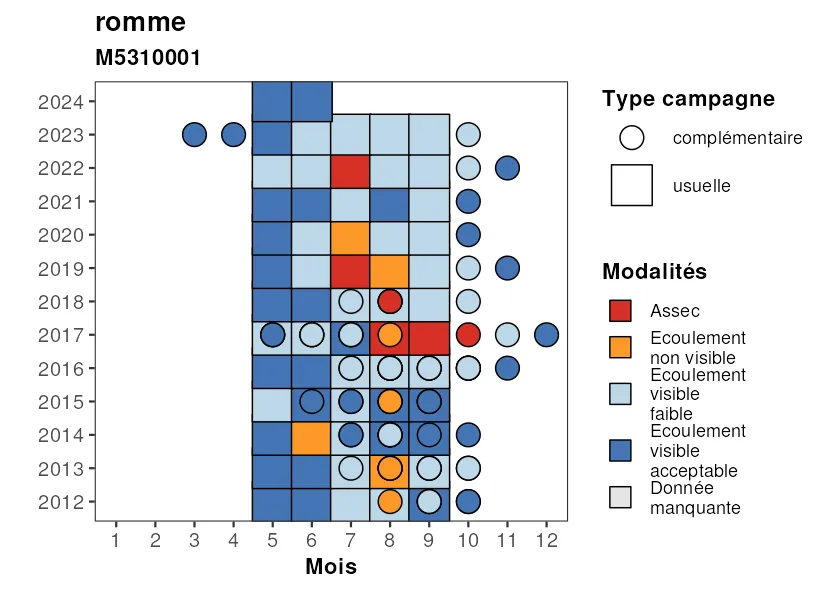 romme
M5310001
2024
2023
2022
2021
2020
2019
2018
2017
2016
2015
2014
2013
2012
1 2 3 4 5 6 7 8 9 10 11 12
Mois
Type campagne
complémentaire
usuelle
Modalités
Assec
Ecoulement
non visible
Ecoulement
visible
faible
Ecoulement
visible
acceptable
Donnée
manquante